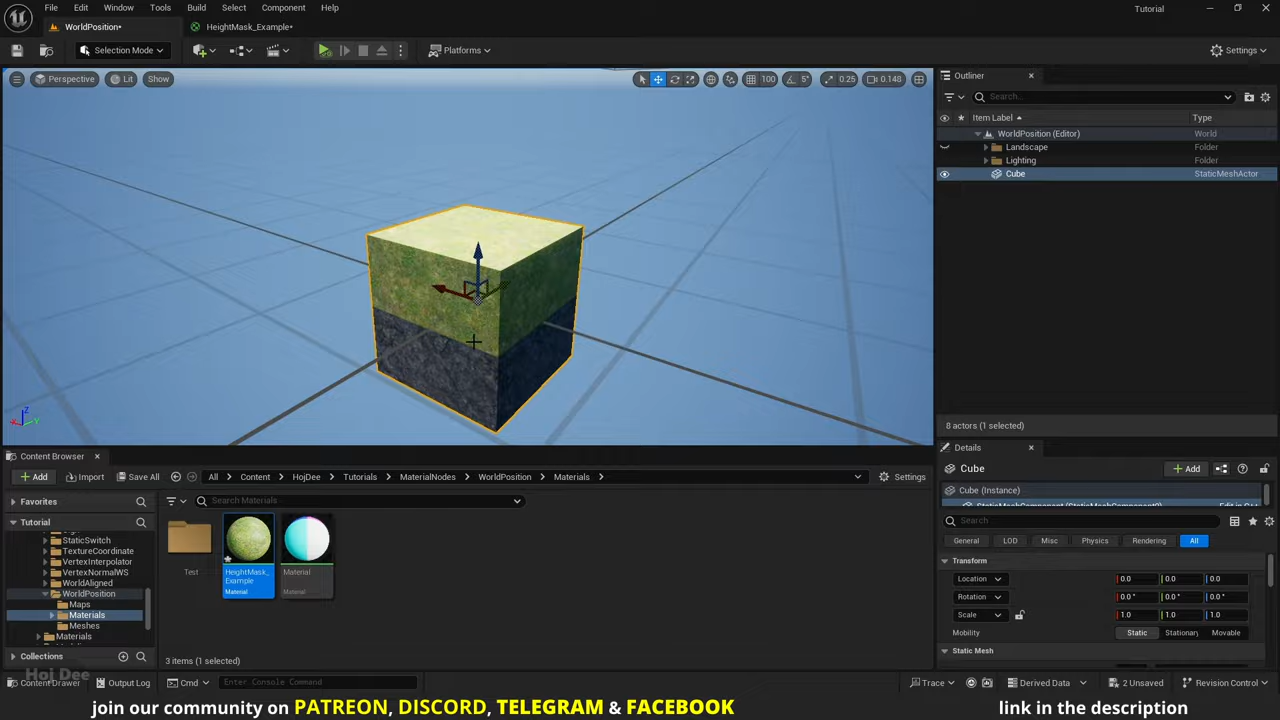 File Edit Window Tools Build Select Component Help
WorldPosition• HeightMask_Example• Tutorial
Selection Mode Platforms Settings
Perspective Lit Show 100 5° 0.25 0.148
Outliner
Search...
Item Label Type
WorldPosition (Editor) World
Landscape Folder
Lighting Folder
Cube StaticMeshActor
8 actors (1 selected)
Content Browser
Add Import Save All All Content HojDee Tutorials MaterialNodes WorldPosition Materials Settings
Favorites
Search Materials
Tutorial
StaticSwitch
TextureCoordinate
VertexInterpolator
VertexNormalWS
WorldAligned
WorldPosition
Maps
Materials
Meshes
Materials
Collections
Test
HeightMask_
Example
Material
Material
Material
3 items (1 selected)
Details
Cube Add
Cube (Instance)
Search
General LOD Misc Physics Rendering All
Transform
Location 0.0 0.0 0.0
Rotation 0.0 ° 0.0 ° 0.0 °
Scale 1.0 1.0 1.0
Mobility Static Stationary Movable
Static Mesh
Hoj Dee
Content Drawer Output Log Cmd Enter Console Command Trace Derived Data 2 Unsaved Revision Control
join our community on PATREON, DISCORD, TELEGRAM & FACEBOOK link in the description